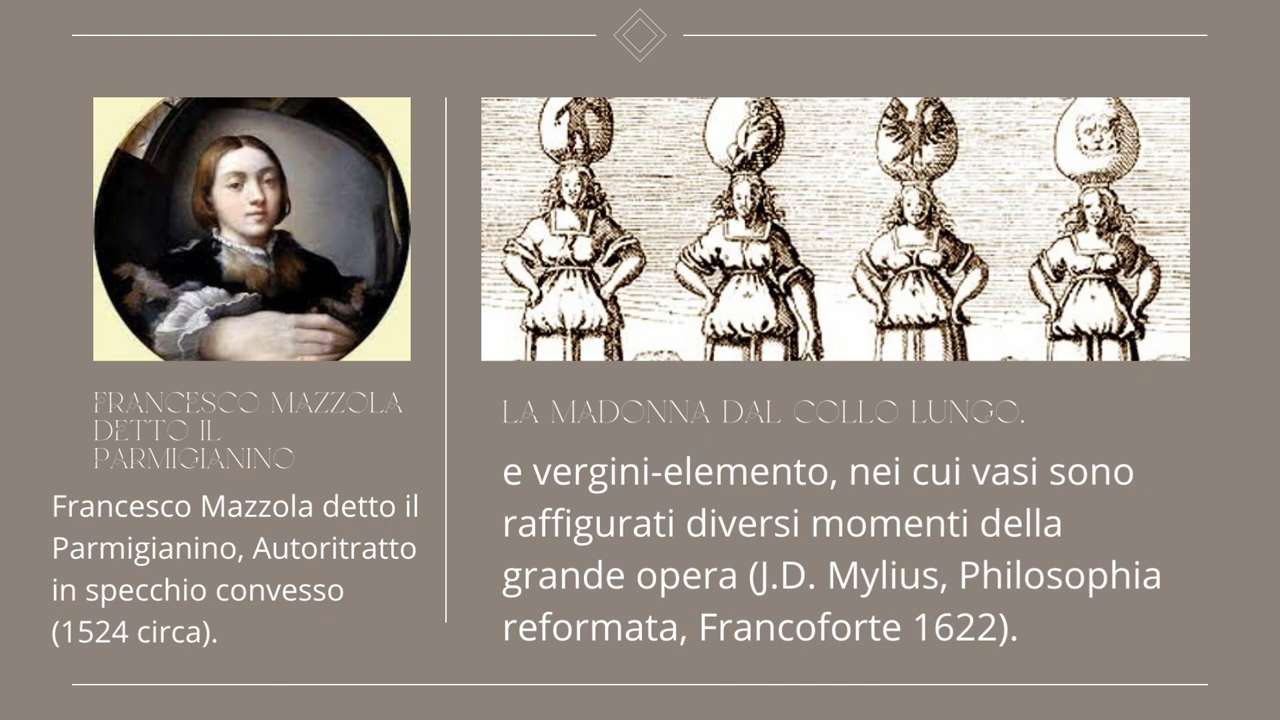 FRANCESCO MAZZOLA
DETTO IL
PARMIGIANINO
Francesco Mazzola detto il
Parmigianino, Autoritratto
in specchio convesso
(1524 circa).
LA MADONNA DAL COLLO LUNGO.
e vergini-elemento, nei cui vasi sono
raffigurati diversi momenti della
grande opera (J.D. Mylius, Philosophia
reformata, Francoforte 1622).